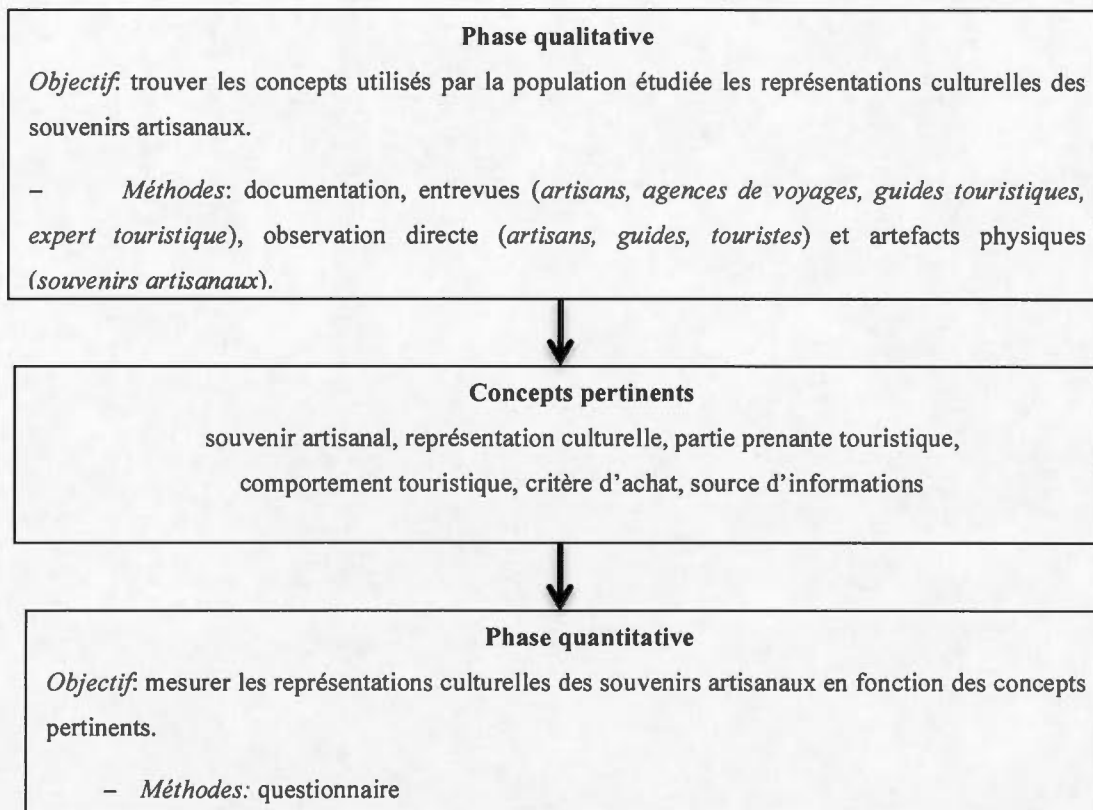 Phase qualitative
Objectif: trouver les concepts utilisés par la population étudiée les représentations culturelles des
souvenirs artisanaux.
– Méthodes: documentation, entrevues (artisans, agences de voyages, guides touristiques,
expert touristique), observation directe (artisans, guides, touristes) et artefacts physiques
(souvenirs artisanaux).
Concepts pertinents
souvenir artisanal, représentation culturelle, partie prenante touristique,
comportement touristique, critère d'achat, source d'informations
Phase quantitative
Objectif: mesurer les représentations culturelles des souvenirs artisanaux en fonction des concepts
pertinents.
– Méthodes: questionnaire